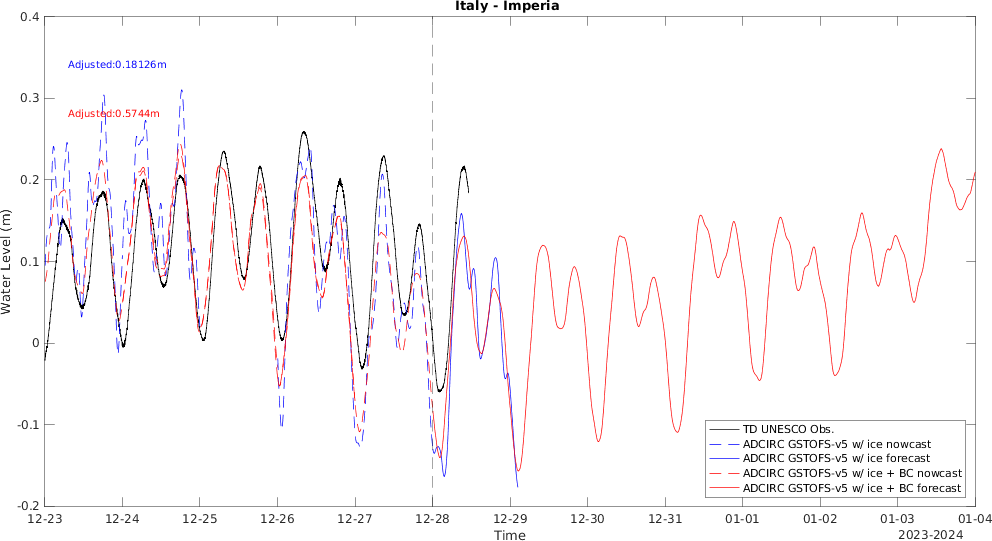 Italy - Imperia
Water Level (m)
0.4
0.3
0.2
0.1
0
-0.1
-0.2
Adjusted:0.18126m
Adjusted:0.5744m
TD UNESCO Obs.
ADCIRC GSTOFS-v5 w/ ice nowcast
ADCIRC GSTOFS-v5 w/ ice forecast
ADCIRC GSTOFS-v5 w/ ice + BC nowcast
ADCIRC GSTOFS-v5 w/ ice + BC forecast
12-23 12-24 12-25 12-26 12-27 12-28 12-29 12-30 12-31 01-01 01-02 01-03 01-04
Time
2023-2024